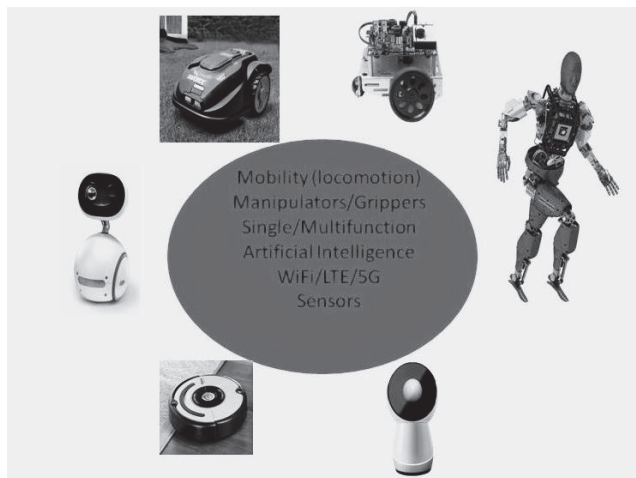 Mobility (locomotion)
Manipulators/Grippers
Single/Multifunction
Artificial Intelligence
WiFi/LTE/5G
Sensors